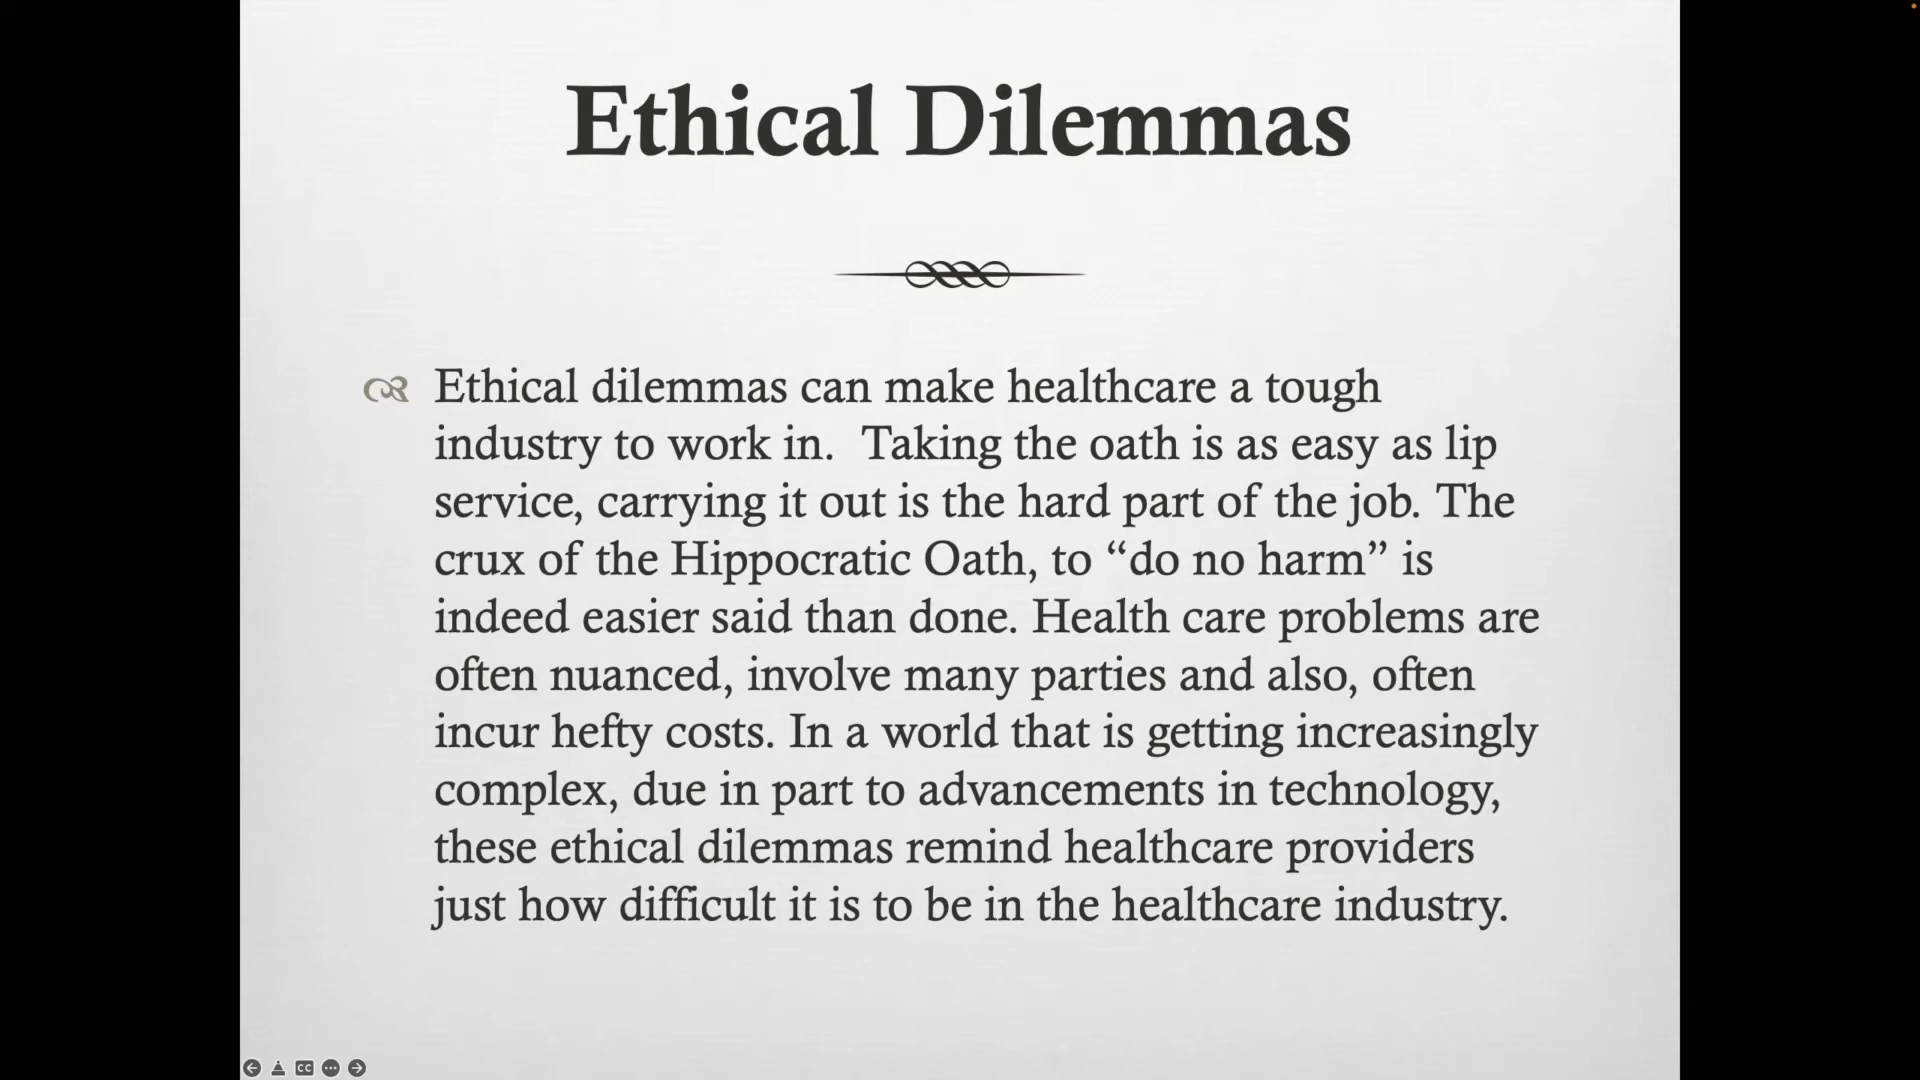 Ethical Dilemmas
Ethical dilemmas can make healthcare a tough
industry to work in.  Taking the oath is as easy as lip
service, carrying it out is the hard part of the job. The
crux of the Hippocratic Oath, to “do no harm” is
indeed easier said than done. Health care problems are
often nuanced, involve many parties and also, often
incur hefty costs. In a world that is getting increasingly
complex, due in part to advancements in technology,
these ethical dilemmas remind healthcare providers
just how difficult it is to be in the healthcare industry.
CC